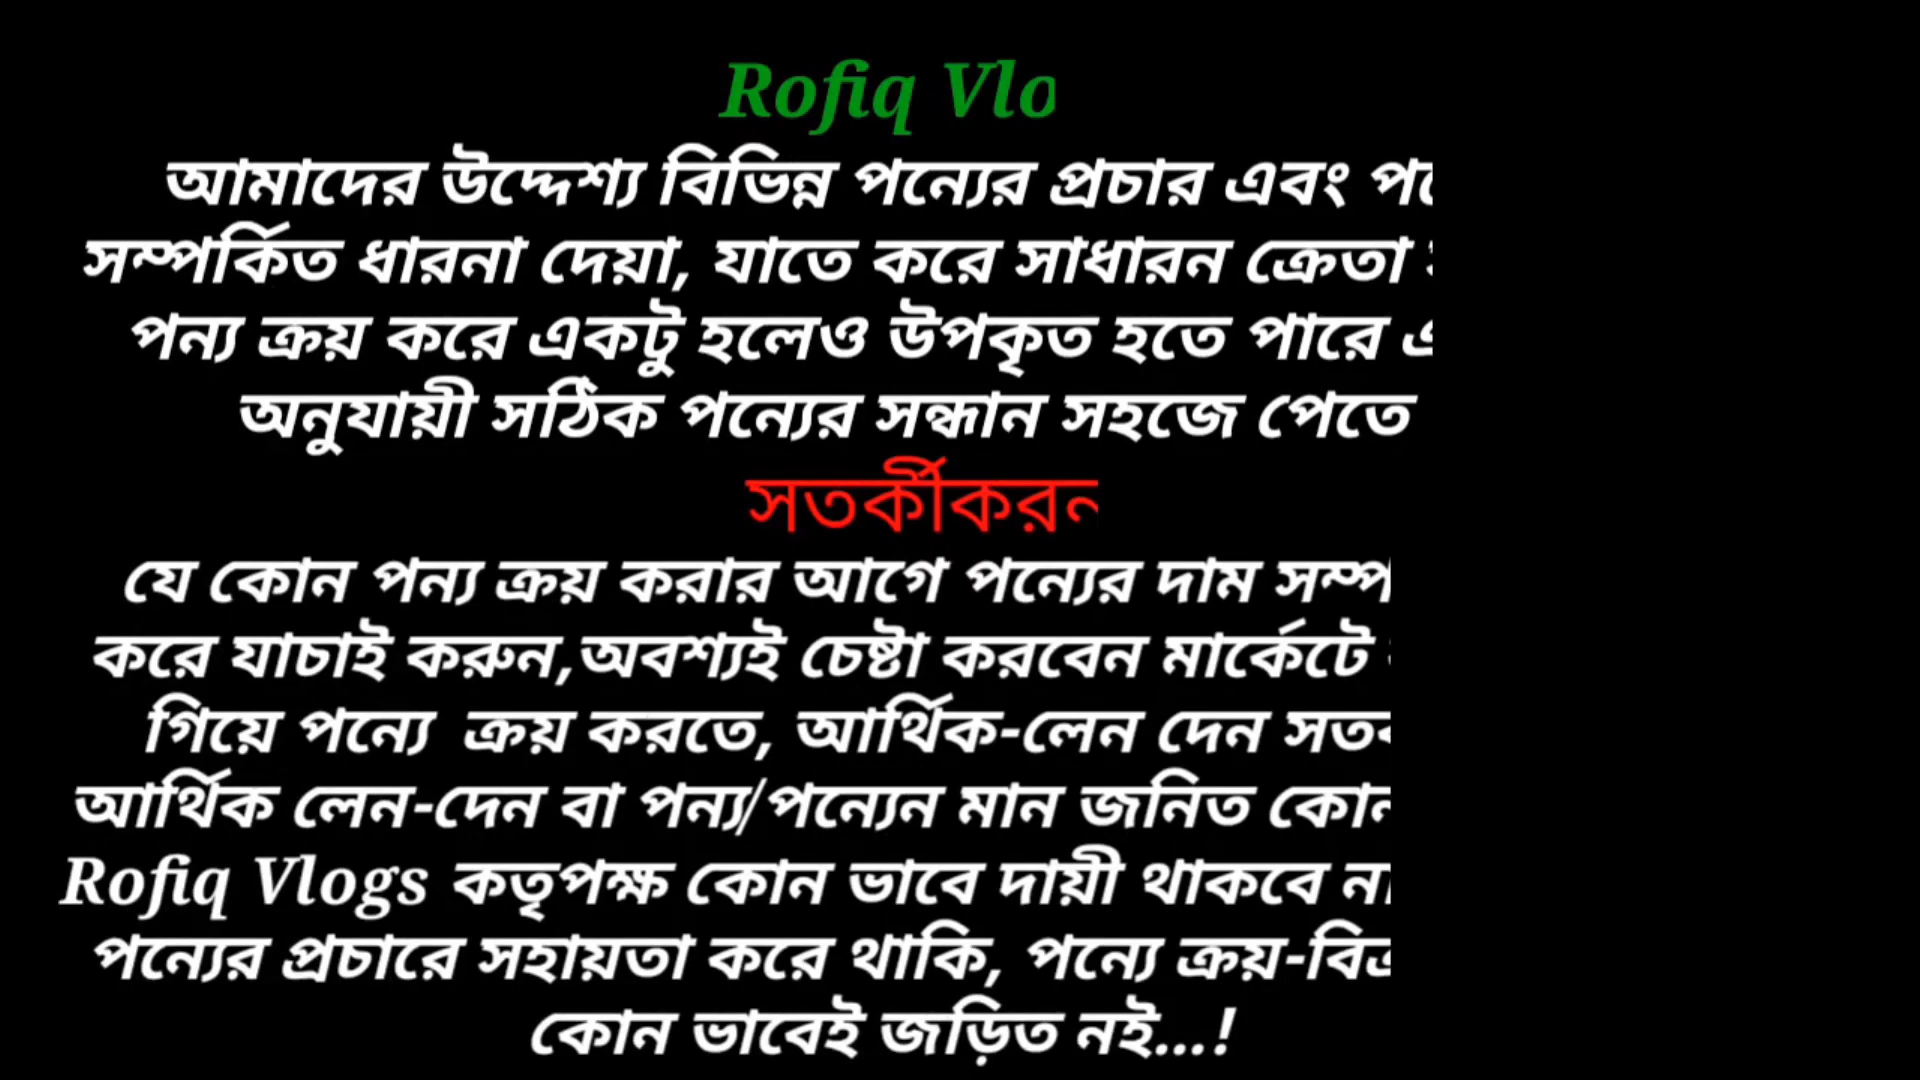 Rofiq Vlo
আমাদের উদ্দেশ্য বিভিন্ন পন্যের প্রচার এবং
সম্পর্কিত ধারনা দেয়া, যাতে করে সাধারন ক্রেতা
পন্য ক্রয় করে একটু হলেও উপকৃত হতে পারে
অনুযায়ী সঠিক পন্যের সন্ধান সহজে পেতে
সতর্কীকরন
যে কোন পন্য ক্রয় করার আগে পন্যের দাম সম্প
করে যাচাই করুন,অবশ্যই চেষ্টা করবেন মার্কেটে
গিয়ে পন্যে ক্রয় করতে, আর্থিক-লেন দেন
আর্থিক লেন-দেন বা পন্য/পন্যেন মান জনিত কোন
Rofiq Vlogs কতৃপক্ষ কোন ভাবে দায়ী থাকবে না
পন্যের প্রচারে সহায়তা করে থাকি, পন্যে ক্রয়-বিক্র
কোন ভাবেই জড়িত নই...!